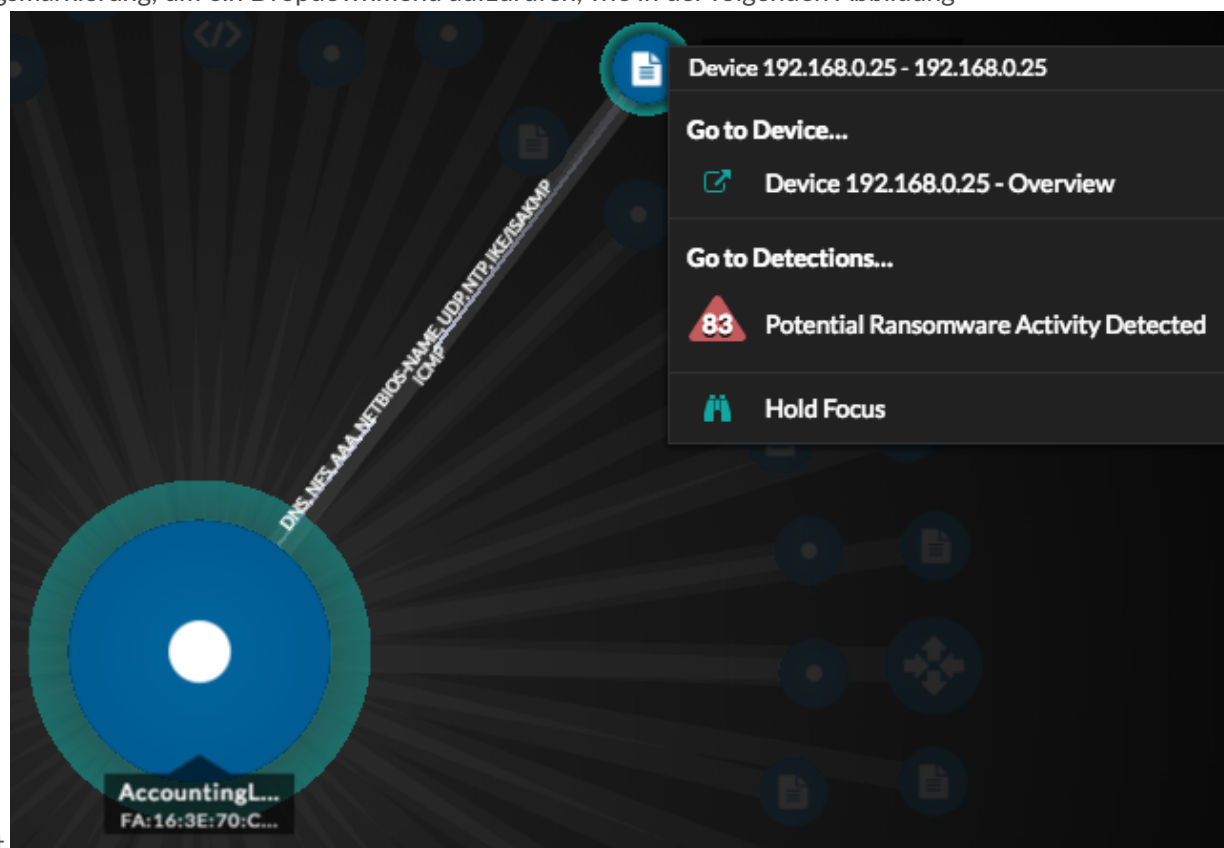 Device 192.168.0.25 - 192.168.0.25
Go to Device...
Device 192.168.0.25 - Overview
Go to Detections...
83 Potential Ransomware Activity Detected
Hold Focus
DNS, NFS, AAA, NETBIOS-NAME, UDP, NTP, IKE/ISAKMP
ICMP
AccountingL...
FA:16:3E:70:C...